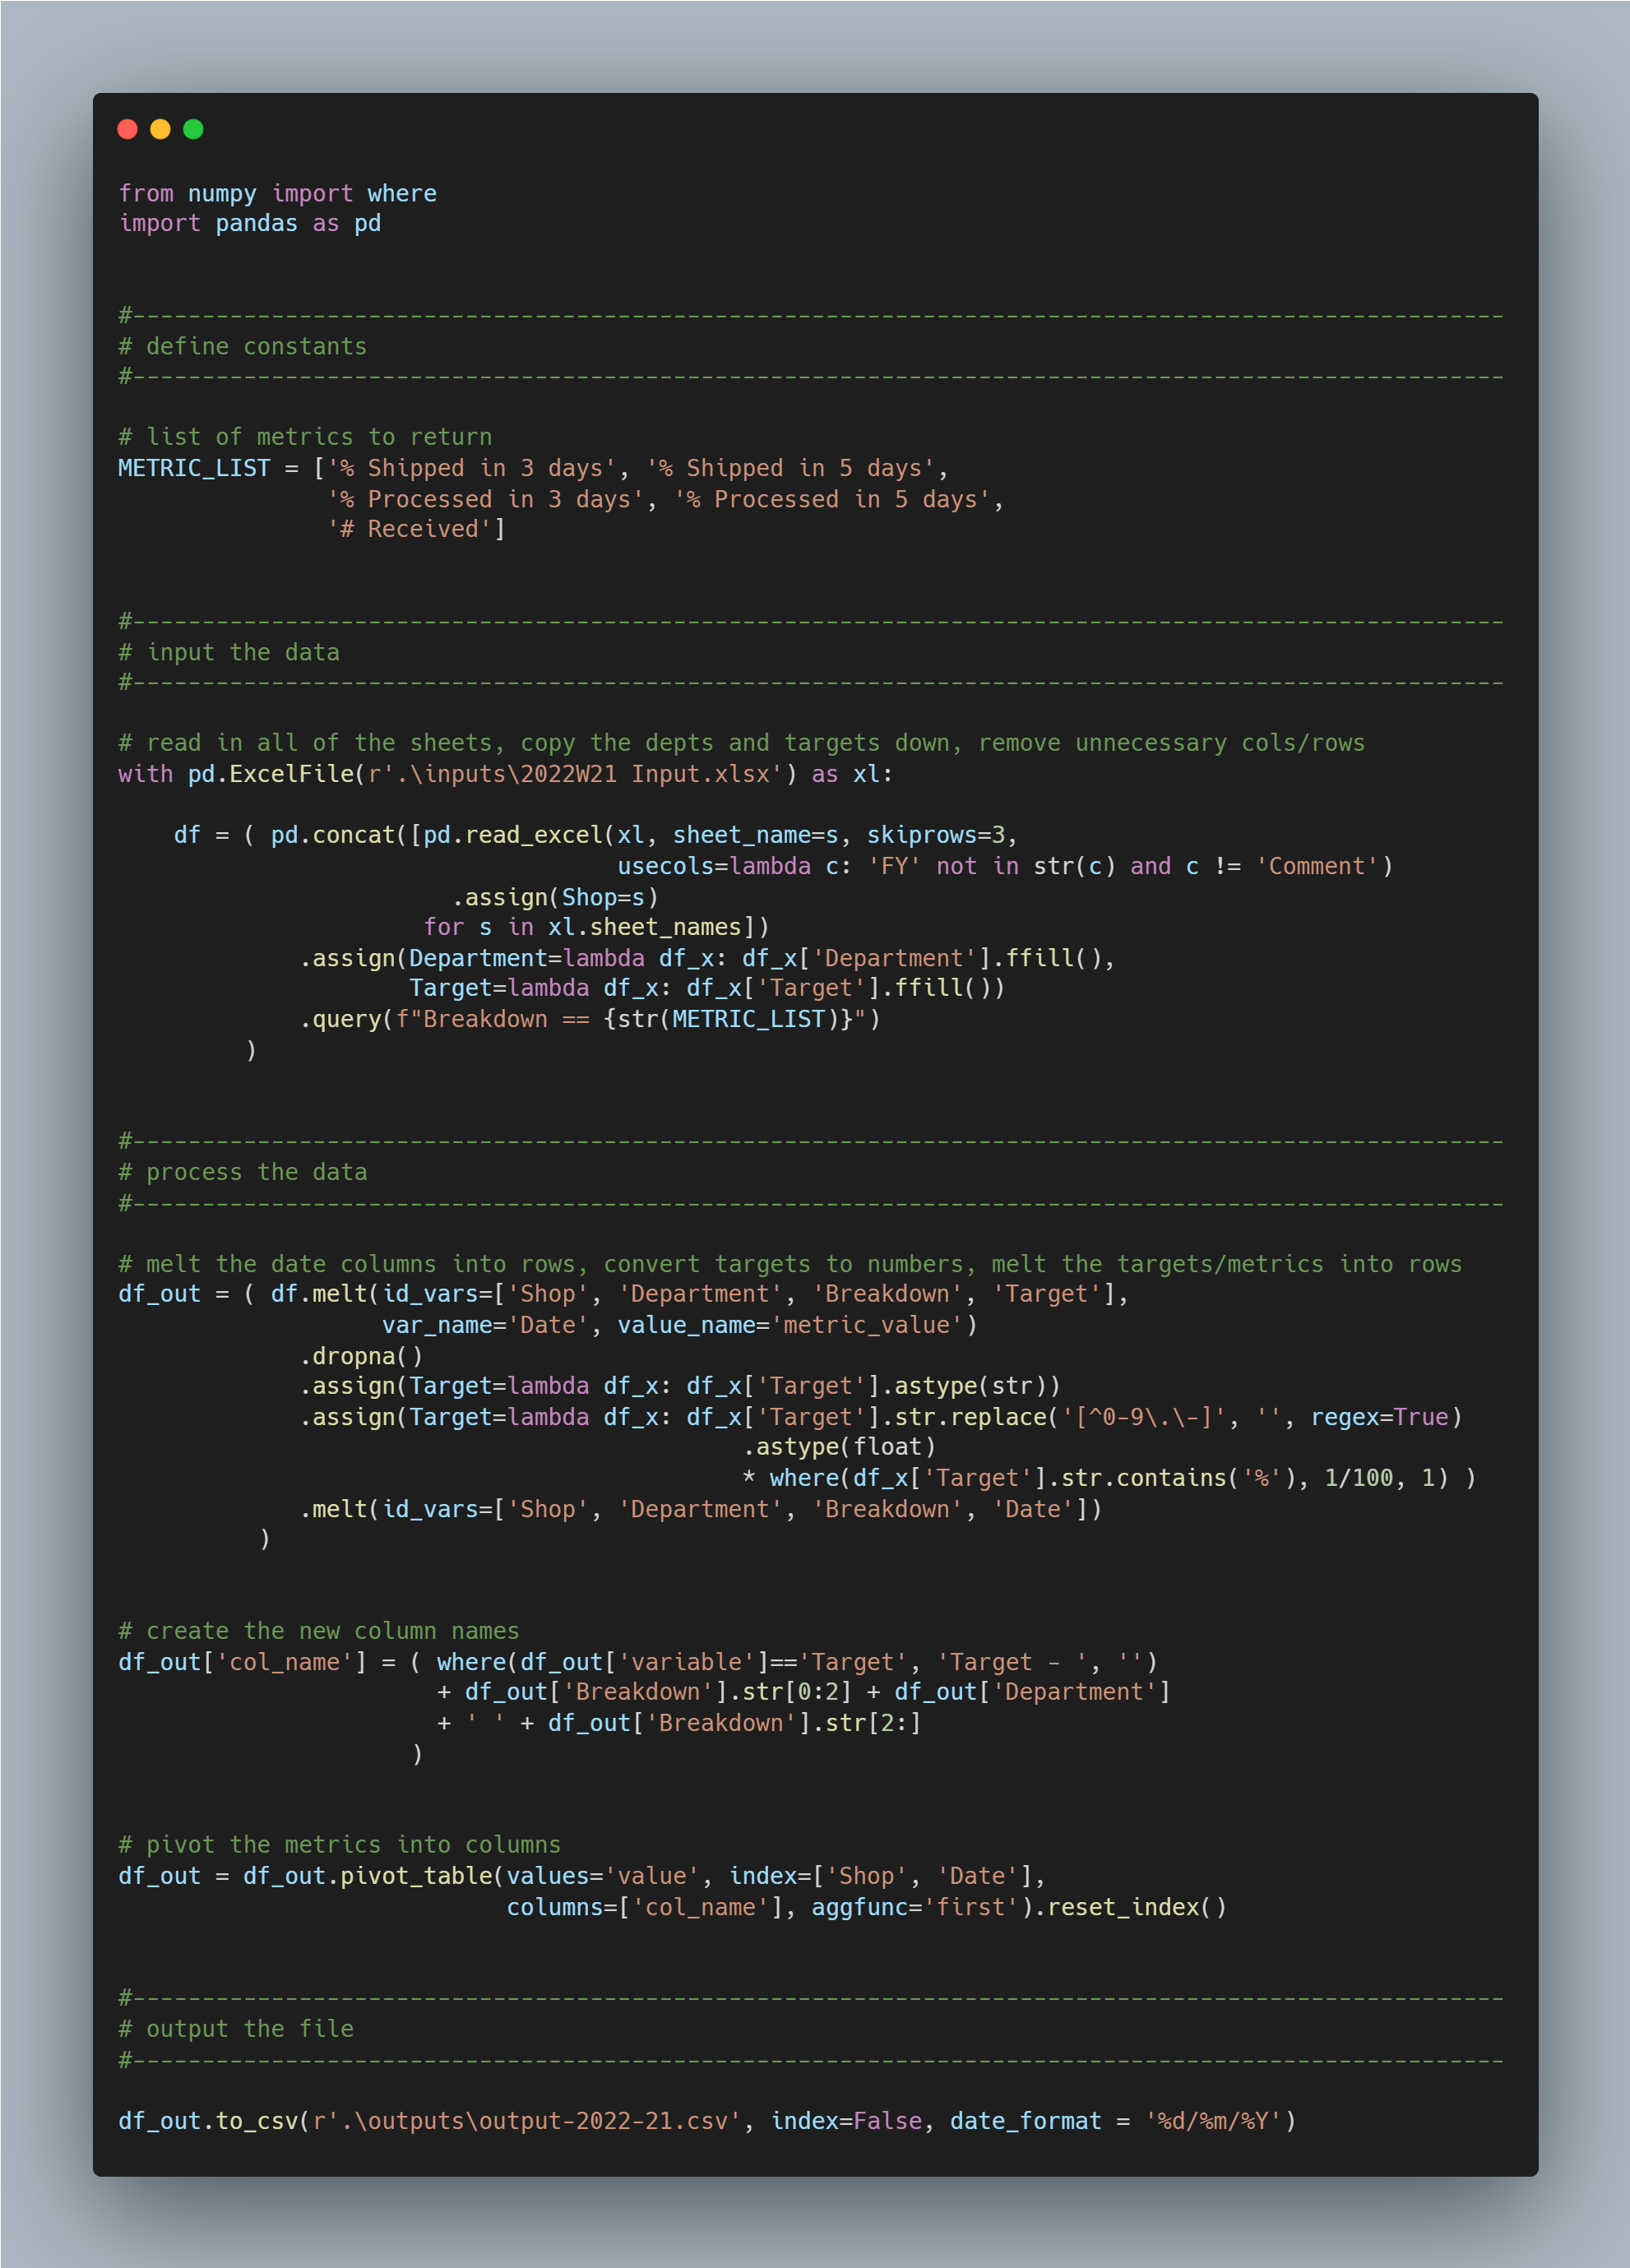 from numpy import where
import pandas as pd
#---------------------------------------------------------------------------------------------------
# define constants
#---------------------------------------------------------------------------------------------------
# list of metrics to return
METRIC_LIST = ['% Shipped in 3 days', '% Shipped in 5 days',
'% Processed in 3 days', '% Processed in 5 days',
'# Received']
#---------------------------------------------------------------------------------------------------
# input the data
#---------------------------------------------------------------------------------------------------
# read in all of the sheets, copy the depts and targets down, remove unnecessary cols/rows
with pd.ExcelFile(r'.\inputs\2022W21 Input.xlsx') as xl:
df = ( pd.concat([pd.read_excel(xl, sheet_name=s, skiprows=3,
usecols=lambda c: 'FY' not in str(c) and c != 'Comment')
.assign(Shop=s)
for s in xl.sheet_names])
.assign(Department=lambda df_x: df_x['Department'].ffill(),
Target=lambda df_x: df_x['Target'].ffill())
.query(f"Breakdown == {str(METRIC_LIST)}")
)
#---------------------------------------------------------------------------------------------------
# process the data
#---------------------------------------------------------------------------------------------------
# melt the date columns into rows, convert targets to numbers, melt the targets/metrics into rows
df_out = ( df.melt(id_vars=['Shop', 'Department', 'Breakdown', 'Target'],
var_name='Date', value_name='metric_value')
.dropna()
.assign(Target=lambda df_x: df_x['Target'].astype(str))
.assign(Target=lambda df_x: df_x['Target'].str.replace('[^0-9\.\-]', '', regex=True)
.astype(float)
* where(df_x['Target'].str.contains('%'), 1/100, 1) )
.melt(id_vars=['Shop', 'Department', 'Breakdown', 'Date'])
)
# create the new column names
df_out['col_name'] = ( where(df_out['variable']=='Target', 'Target - ', '')
+ df_out['Breakdown'].str[0:2] + df_out['Department']
+ ' ' + df_out['Breakdown'].str[2:]
)
# pivot the metrics into columns
df_out = df_out.pivot_table(values='value', index=['Shop', 'Date'],
columns=['col_name'], aggfunc='first').reset_index()
#---------------------------------------------------------------------------------------------------
# output the file
#---------------------------------------------------------------------------------------------------
df_out.to_csv(r'.\outputs\output-2022-21.csv', index=False, date_format = '%d/%m/%Y')